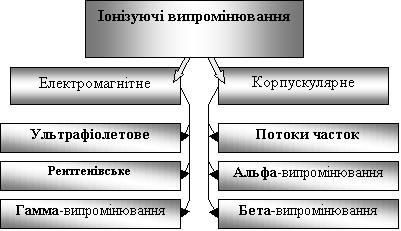 Іонізуючі випромінювання
Електромагнітне
Корпускулярне
Ультрафіолетове
Потоки часток
Рентгенівське
Альфа-випромінювання
Гамма-випромінювання
Бета-випромінювання